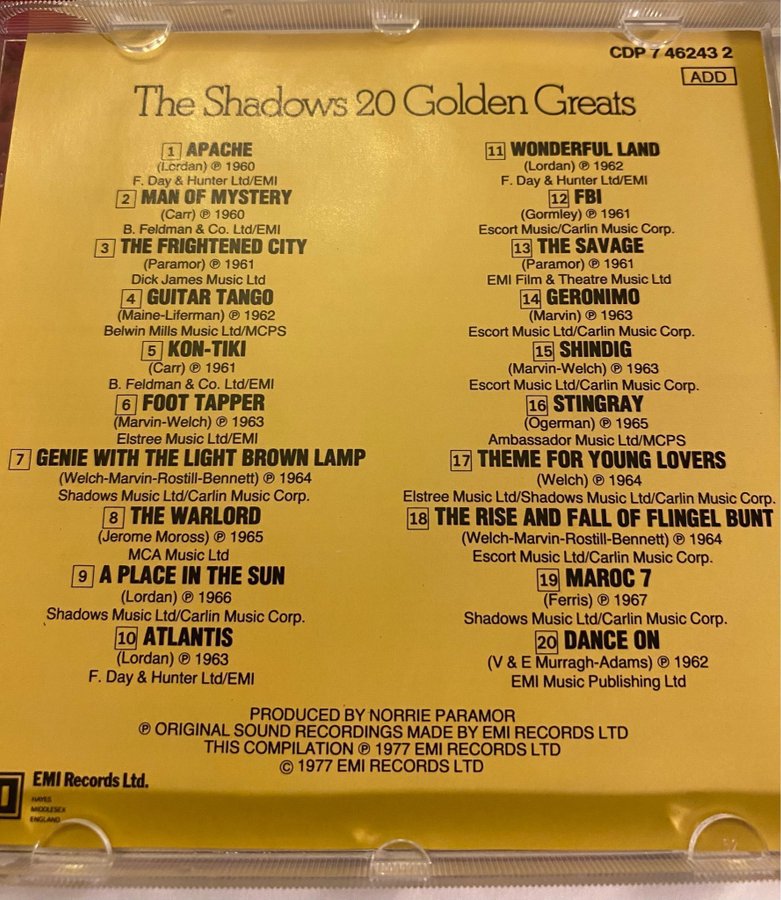 CDP 7 46243 2
ADD
The Shadows 20 Golden Greats
1 APACHE
(Lordan) ℗ 1960
F. Day & Hunter Ltd/EMI
2 MAN OF MYSTERY
(Carr) ℗ 1960
B. Feldman & Co. Ltd/EMI
3 THE FRIGHTENED CITY
(Paramor) ℗ 1961
Dick James Music Ltd
4 GUITAR TANGO
(Maine-Liferman) ℗ 1962
Belwin Mills Music Ltd/MCPS
5 KON-TIKI
(Carr) ℗ 1961
B. Feldman & Co. Ltd/EMI
6 FOOT TAPPER
(Marvin-Welch) ℗ 1963
Elstree Music Ltd/EMI
7 GENIE WITH THE LIGHT BROWN LAMP
(Welch-Marvin-Rostill-Bennett) ℗ 1964
Shadows Music Ltd/Carlin Music Corp.
8 THE WARLORD
(Jerome Moross) ℗ 1965
MCA Music Ltd
9 A PLACE IN THE SUN
(Lordan) ℗ 1966
Shadows Music Ltd/Carlin Music Corp.
10 ATLANTIS
(Lordan) ℗ 1963
F. Day & Hunter Ltd/EMI
11 WONDERFUL LAND
(Lordan) ℗ 1962
F. Day & Hunter Ltd/EMI
12 FBI
(Gormley) ℗ 1961
Escort Music/Carlin Music Corp.
13 THE SAVAGE
(Paramor) ℗ 1961
EMI Film & Theatre Music Ltd
14 GERONIMO
(Marvin) ℗ 1963
Escort Music Ltd/Carlin Music Corp.
15 SHINDIG
(Marvin-Welch) ℗ 1963
Escort Music Ltd/Carlin Music Corp.
16 STINGRAY
(Ogerman) ℗ 1965
Ambassador Music Ltd/MCPS
17 THEME FOR YOUNG LOVERS
(Welch) ℗ 1964
Elstree Music Ltd/Shadows Music Ltd/Carlin Music Corp.
18 THE RISE AND FALL OF FLINGEL BUNT
(Welch-Marvin-Rostill-Bennett) ℗ 1964
Escort Music Ltd/Carlin Music Corp.
19 MAROC 7
(Ferris) ℗ 1967
Shadows Music Ltd/Carlin Music Corp.
20 DANCE ON
(V & E Murragh-Adams) ℗ 1962
EMI Music Publishing Ltd
PRODUCED BY NORRIE PARAMOR
℗ ORIGINAL SOUND RECORDINGS MADE BY EMI RECORDS LTD
THIS COMPILATION ℗ 1977 EMI RECORDS LTD
© 1977 EMI RECORDS LTD
EMI Records Ltd.
HAYES
MIDDLESEX
ENGLAND